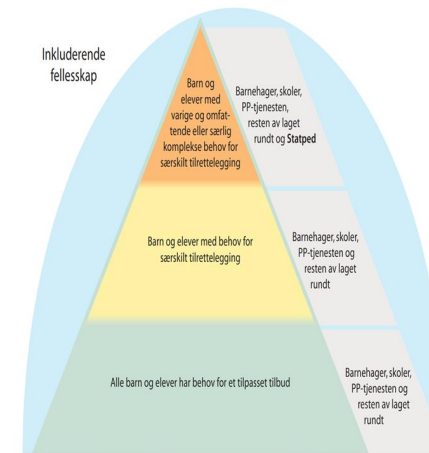 Inkluderende
fellesskap
Barn og
elever med
varige og omfat-
tende eller særlig
komplekse behov for
særskilt tilrettelegging
Barnehager, skoler,
PP-tjenesten,
resten av laget
rundt og Statped
Barn og elever med behov for
særskilt tilrettelegging
Barnehager, skoler,
PP-tjenesten og
resten av laget
rundt
Alle barn og elever har behov for et tilpasset tilbud
Barnehager, skoler,
PP-tjenesten og
resten av laget
rundt